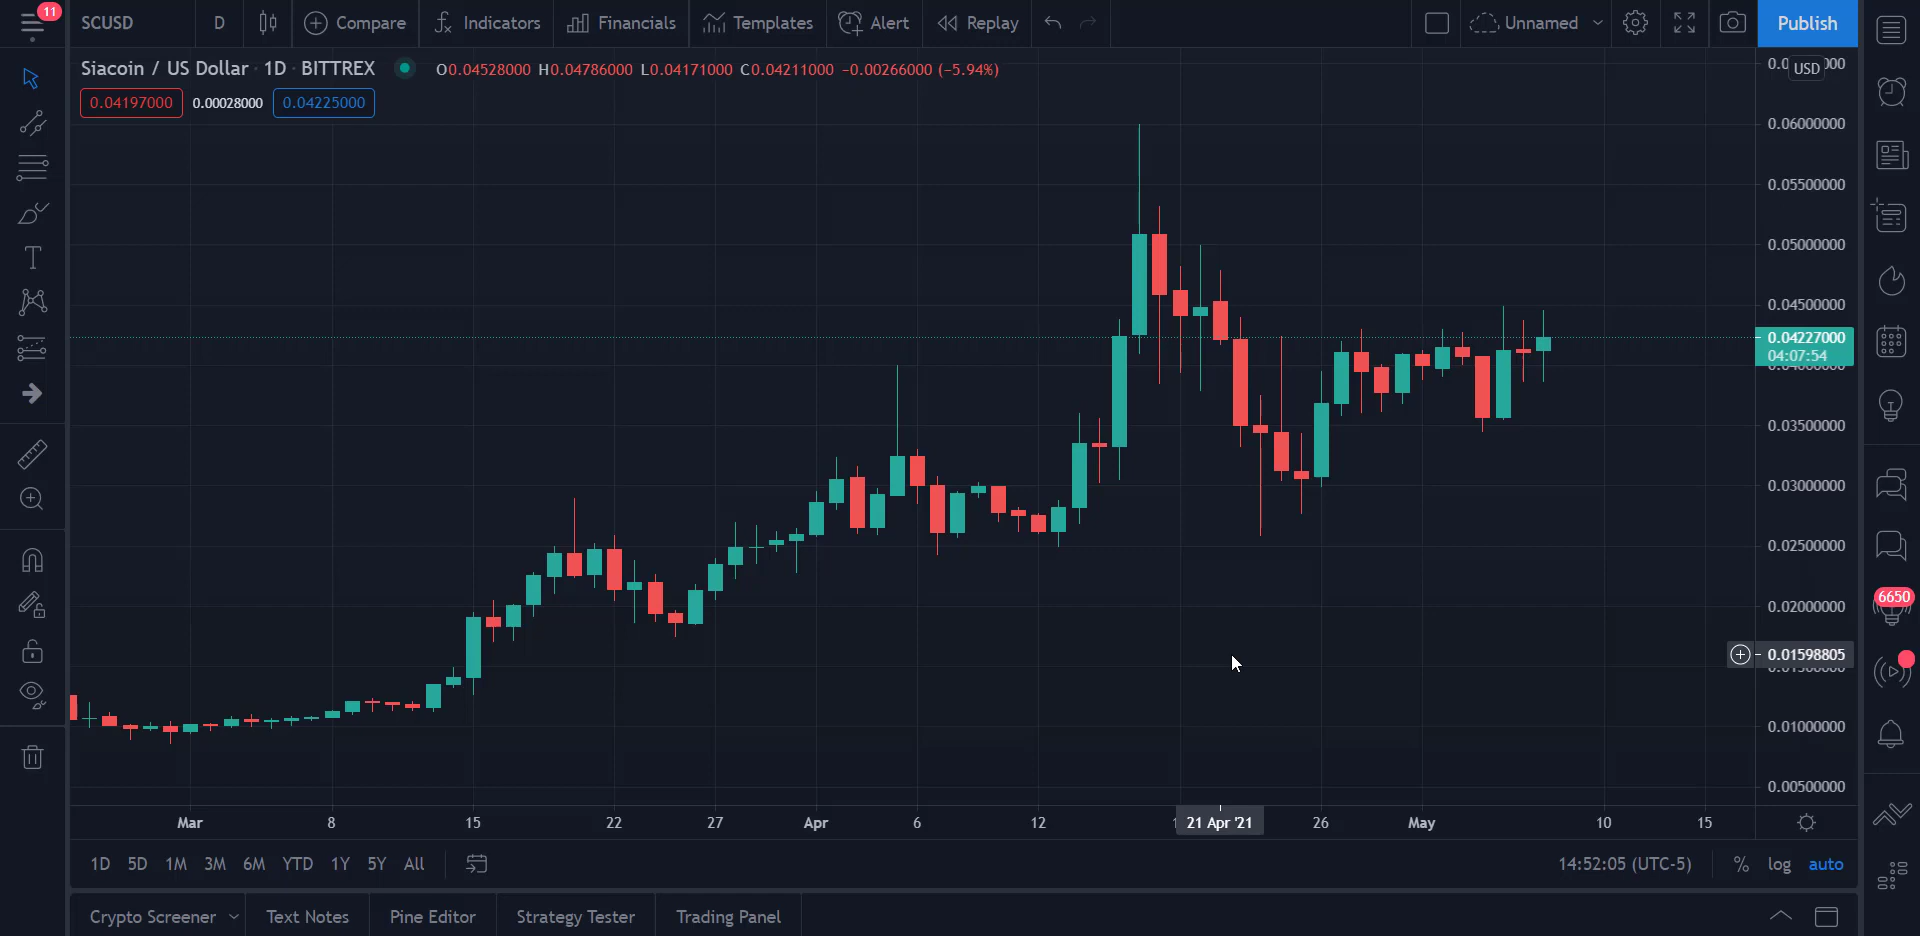 11
SCUSD D Compare Indicators Financials Templates Alert Replay Unnamed Publish
Siacoin / US Dollar · 1D · BITTREX O0.04528000 H0.04786000 L0.04171000 C0.04211000 −0.00266000 (−5.94%)
USD
0.04197000 0.00028000 0.04225000
0.06000000
0.05500000
0.05000000
0.04500000
0.04227000
04:07:54
0.03500000
0.03000000
0.02500000
0.02000000
6650
0.01598805
0.01000000
0.00500000
Mar 8 15 22 27 Apr 6 12 21 Apr '21 26 May 10 15
1D 5D 1M 3M 6M YTD 1Y 5Y All 14:52:05 (UTC-5) % log auto
Crypto Screener Text Notes Pine Editor Strategy Tester Trading Panel